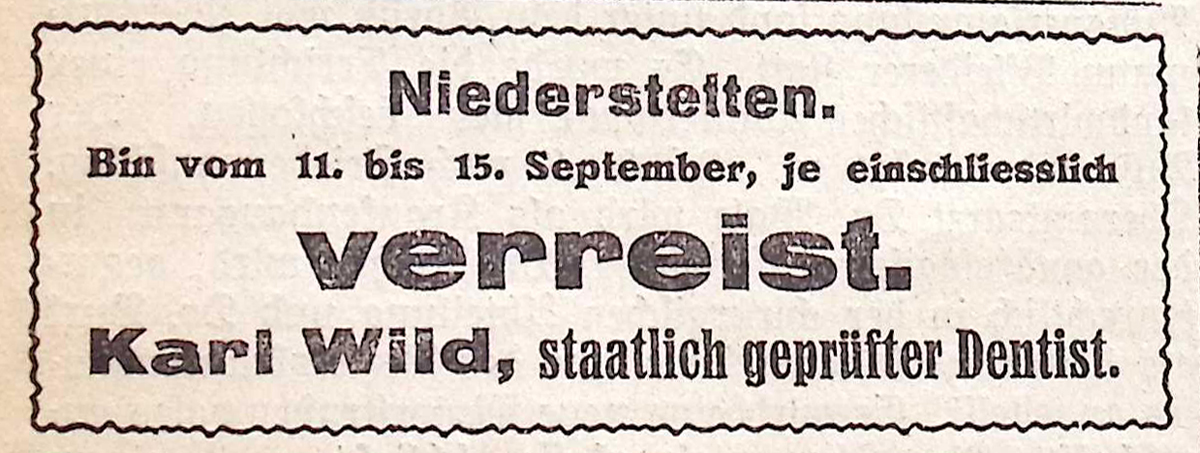 Niederstetten.
Bin vom 11. bis 15. September, je einschliesslich
verreist.
Karl Wild, staatlich geprüfter Dentist.